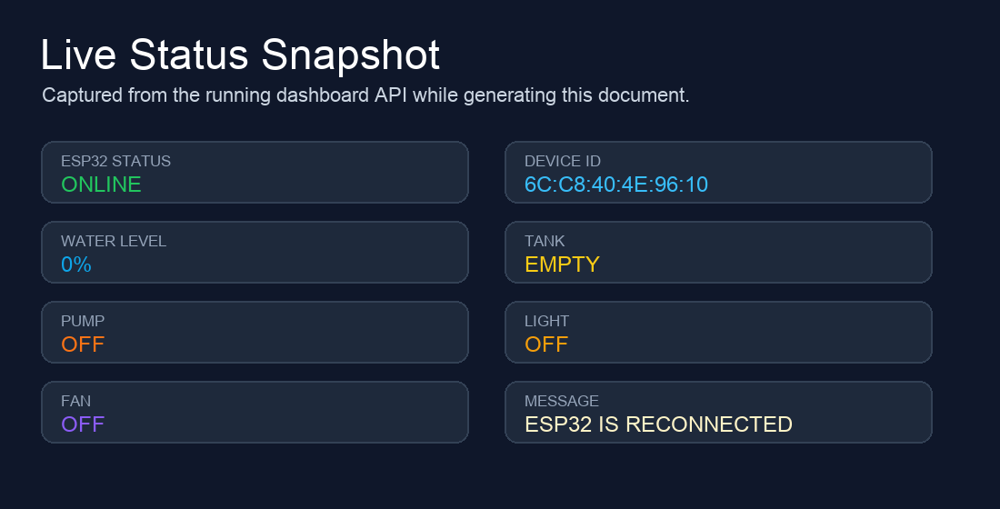 Live Status Snapshot
Captured from the running dashboard API while generating this document.
ESP32 STATUS
ONLINE
DEVICE ID
6C:C8:40:4E:96:10
WATER LEVEL
0%
TANK
EMPTY
PUMP
OFF
LIGHT
OFF
FAN
OFF
MESSAGE
ESP32 IS RECONNECTED